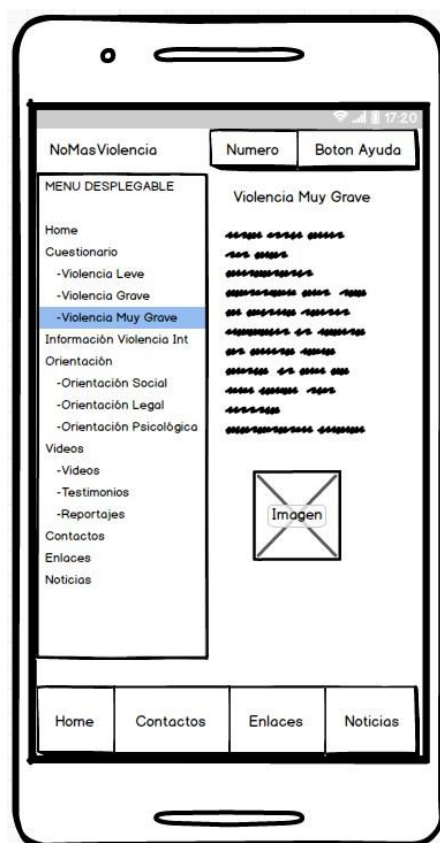 17:20
NoMasViolencia
Numero
Boton Ayuda
MENU DESPLEGABLE
Home
Cuestionario
-Violencia Leve
-Violencia Grave
-Violencia Muy Grave
Información Violencia Int
Orientación
-Orientación Social
-Orientación Legal
-Orientación Psicológica
Videos
-Videos
-Testimonios
-Reportajes
Contactos
Enlaces
Noticias
Violencia Muy Grave
Imagen
Home
Contactos
Enlaces
Noticias